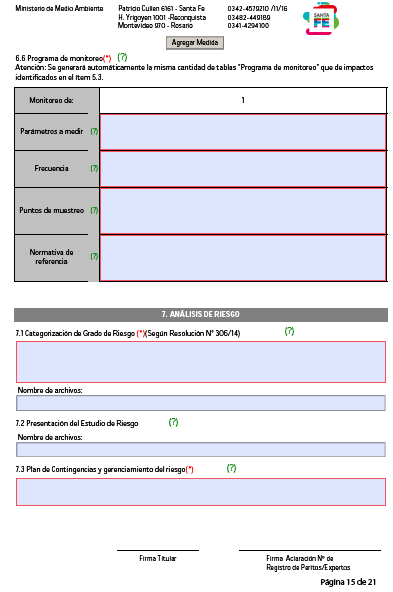 Ministerio de Medio Ambiente
Patricio Cullen 6161 - Santa Fe
0342-4579210 /11/16
H. Yrigoyen 1001 -Reconquista
03482-449189
Montevideo 970 - Rosario
0341-4294100
SANTA
FE
Agregar Medida
6.6 Programa de monitoreo(*) (?)
Atención: Se generará automáticamente la misma cantidad de tablas "Programa de monitoreo" que de impactos
identificados en el ítem 5.3.
Monitoreo de: 1
Parámetros a medir (?)
Frecuencia (?)
Puntos de muestreo (?)
Normativa de
referencia (?)
7. ANÁLISIS DE RIESGO
7.1 Categorización de Grado de Riesgo (*)(Según Resolución Nº 306/14) (?)
Nombre de archivos:
7.2 Presentación del Estudio de Riesgo (?)
Nombre de archivos:
7.3 Plan de Contingencias y gerenciamiento del riesgo(*) (?)
Firma Titular
Firma Aclaración Nº de
Registro de Peritos/Expertos
Página 15 de 21